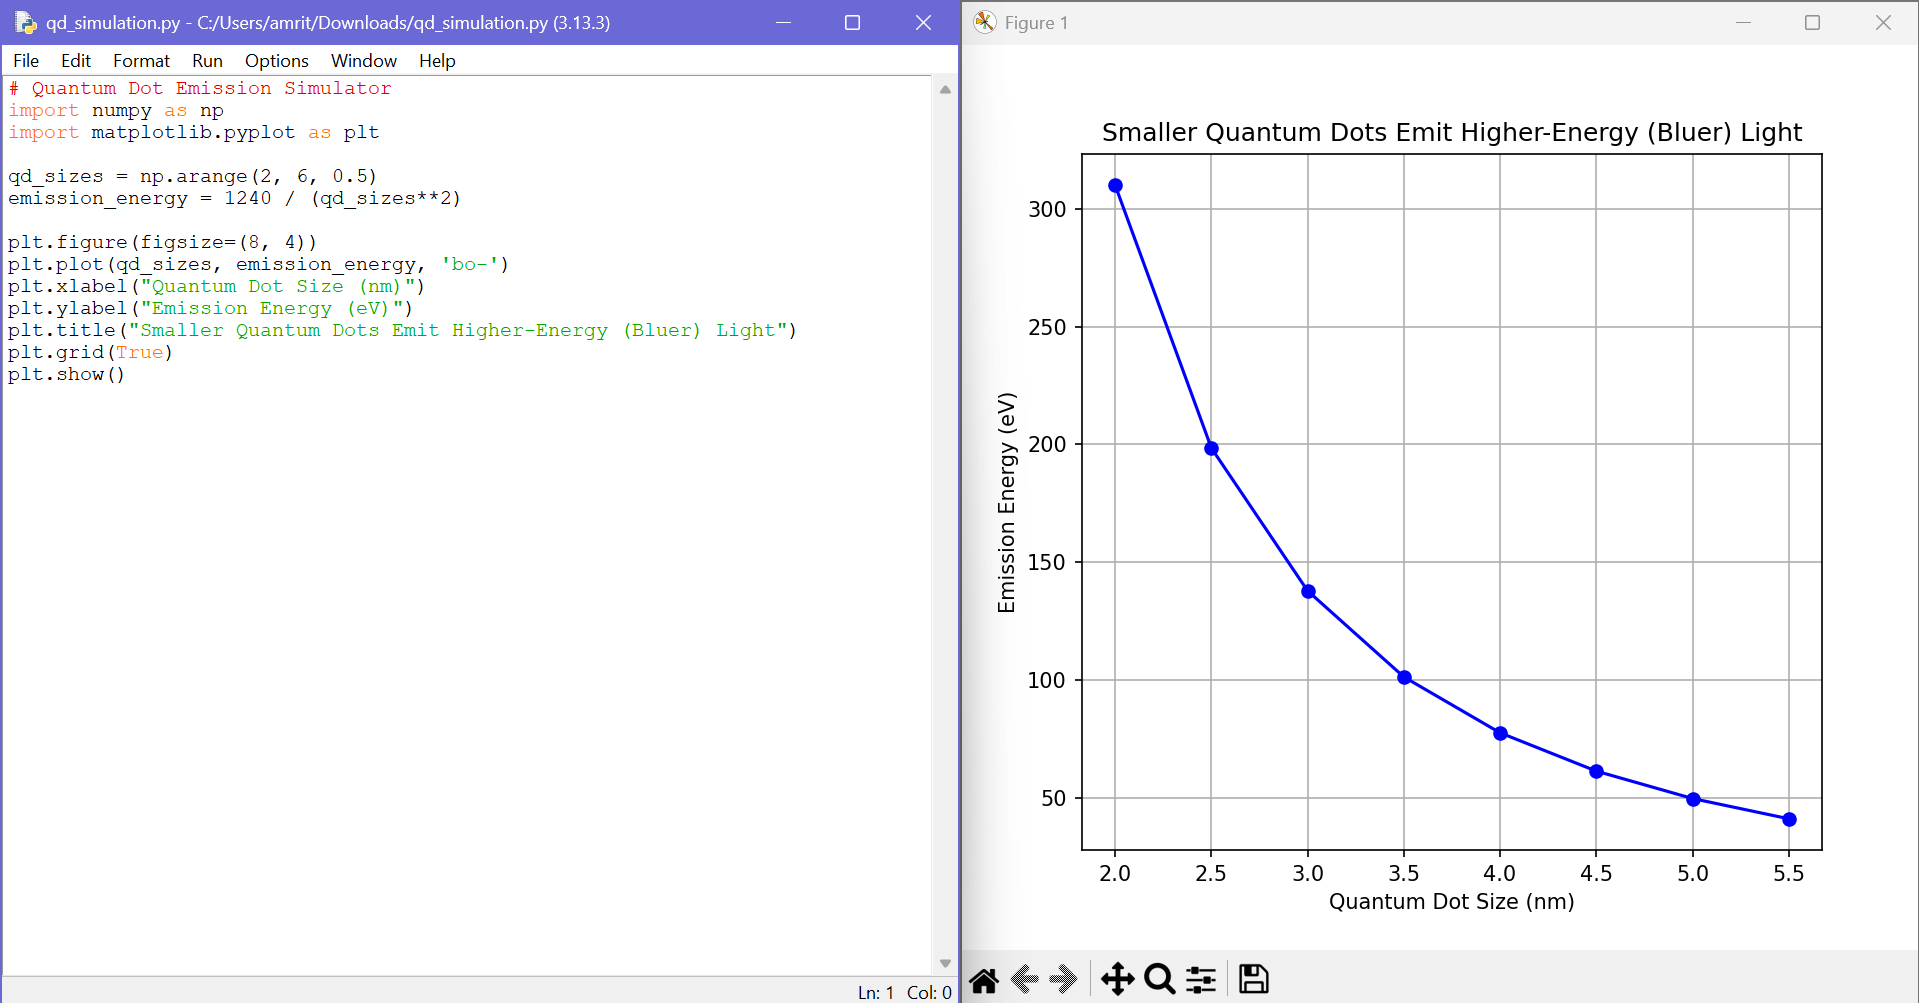 qd_simulation.py - C:/Users/amrit/Downloads/qd_simulation.py (3.13.3)
File Edit Format Run Options Window Help
# Quantum Dot Emission Simulator
import numpy as np
import matplotlib.pyplot as plt
qd_sizes = np.arange(2, 6, 0.5)
emission_energy = 1240 / (qd_sizes**2)
plt.figure(figsize=(8, 4))
plt.plot(qd_sizes, emission_energy, 'bo-')
plt.xlabel("Quantum Dot Size (nm)")
plt.ylabel("Emission Energy (eV)")
plt.title("Smaller Quantum Dots Emit Higher-Energy (Bluer) Light")
plt.grid(True)
plt.show()
Ln: 1 Col: 0
Figure 1
Smaller Quantum Dots Emit Higher-Energy (Bluer) Light
Emission Energy (eV)
300
250
200
150
100
50
2.0 2.5 3.0 3.5 4.0 4.5 5.0 5.5
Quantum Dot Size (nm)